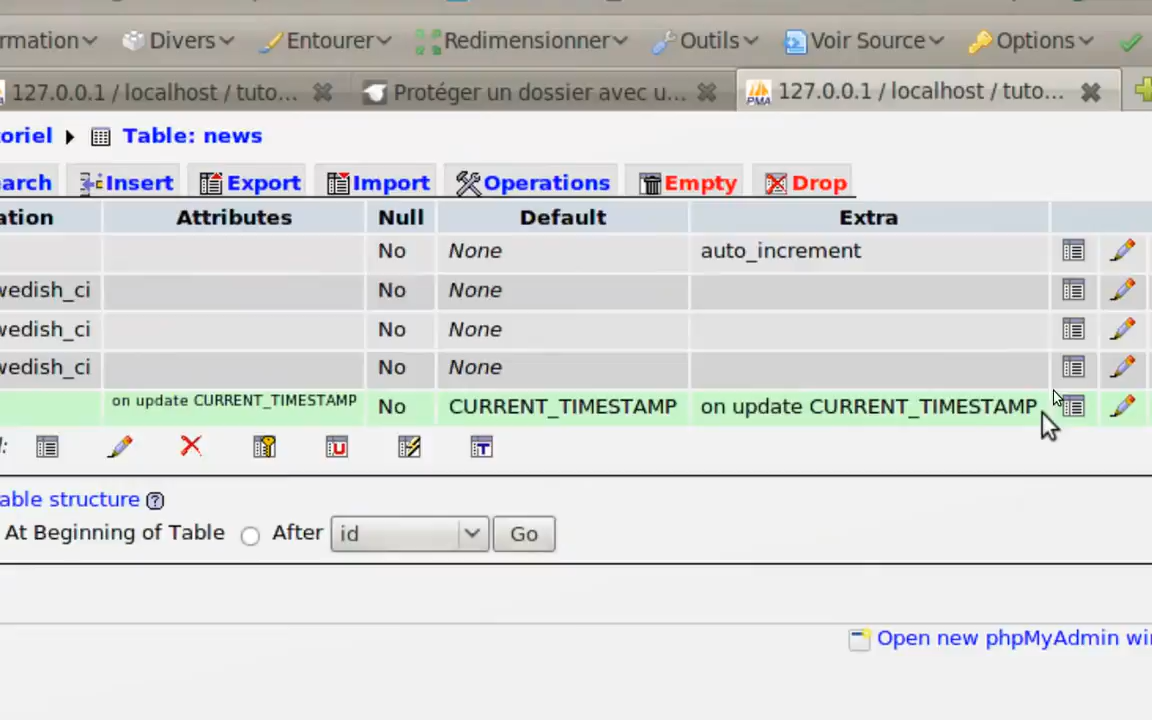 rmation Divers Entourer Redimensionner Outils Voir Source Options
127.0.0.1 / localhost / tuto... Protéger un dossier avec u... PMA 127.0.0.1 / localhost / tuto...
oriel Table: news
arch Insert Export Import Operations Empty Drop
ation Attributes Null Default Extra
No None auto_increment
wedish_ci No None
wedish_ci No None
wedish_ci No None
on update CURRENT_TIMESTAMP No CURRENT_TIMESTAMP on update CURRENT_TIMESTAMP
: U T
able structure ?
At Beginning of Table After id Go
Open new phpMyAdmin wi